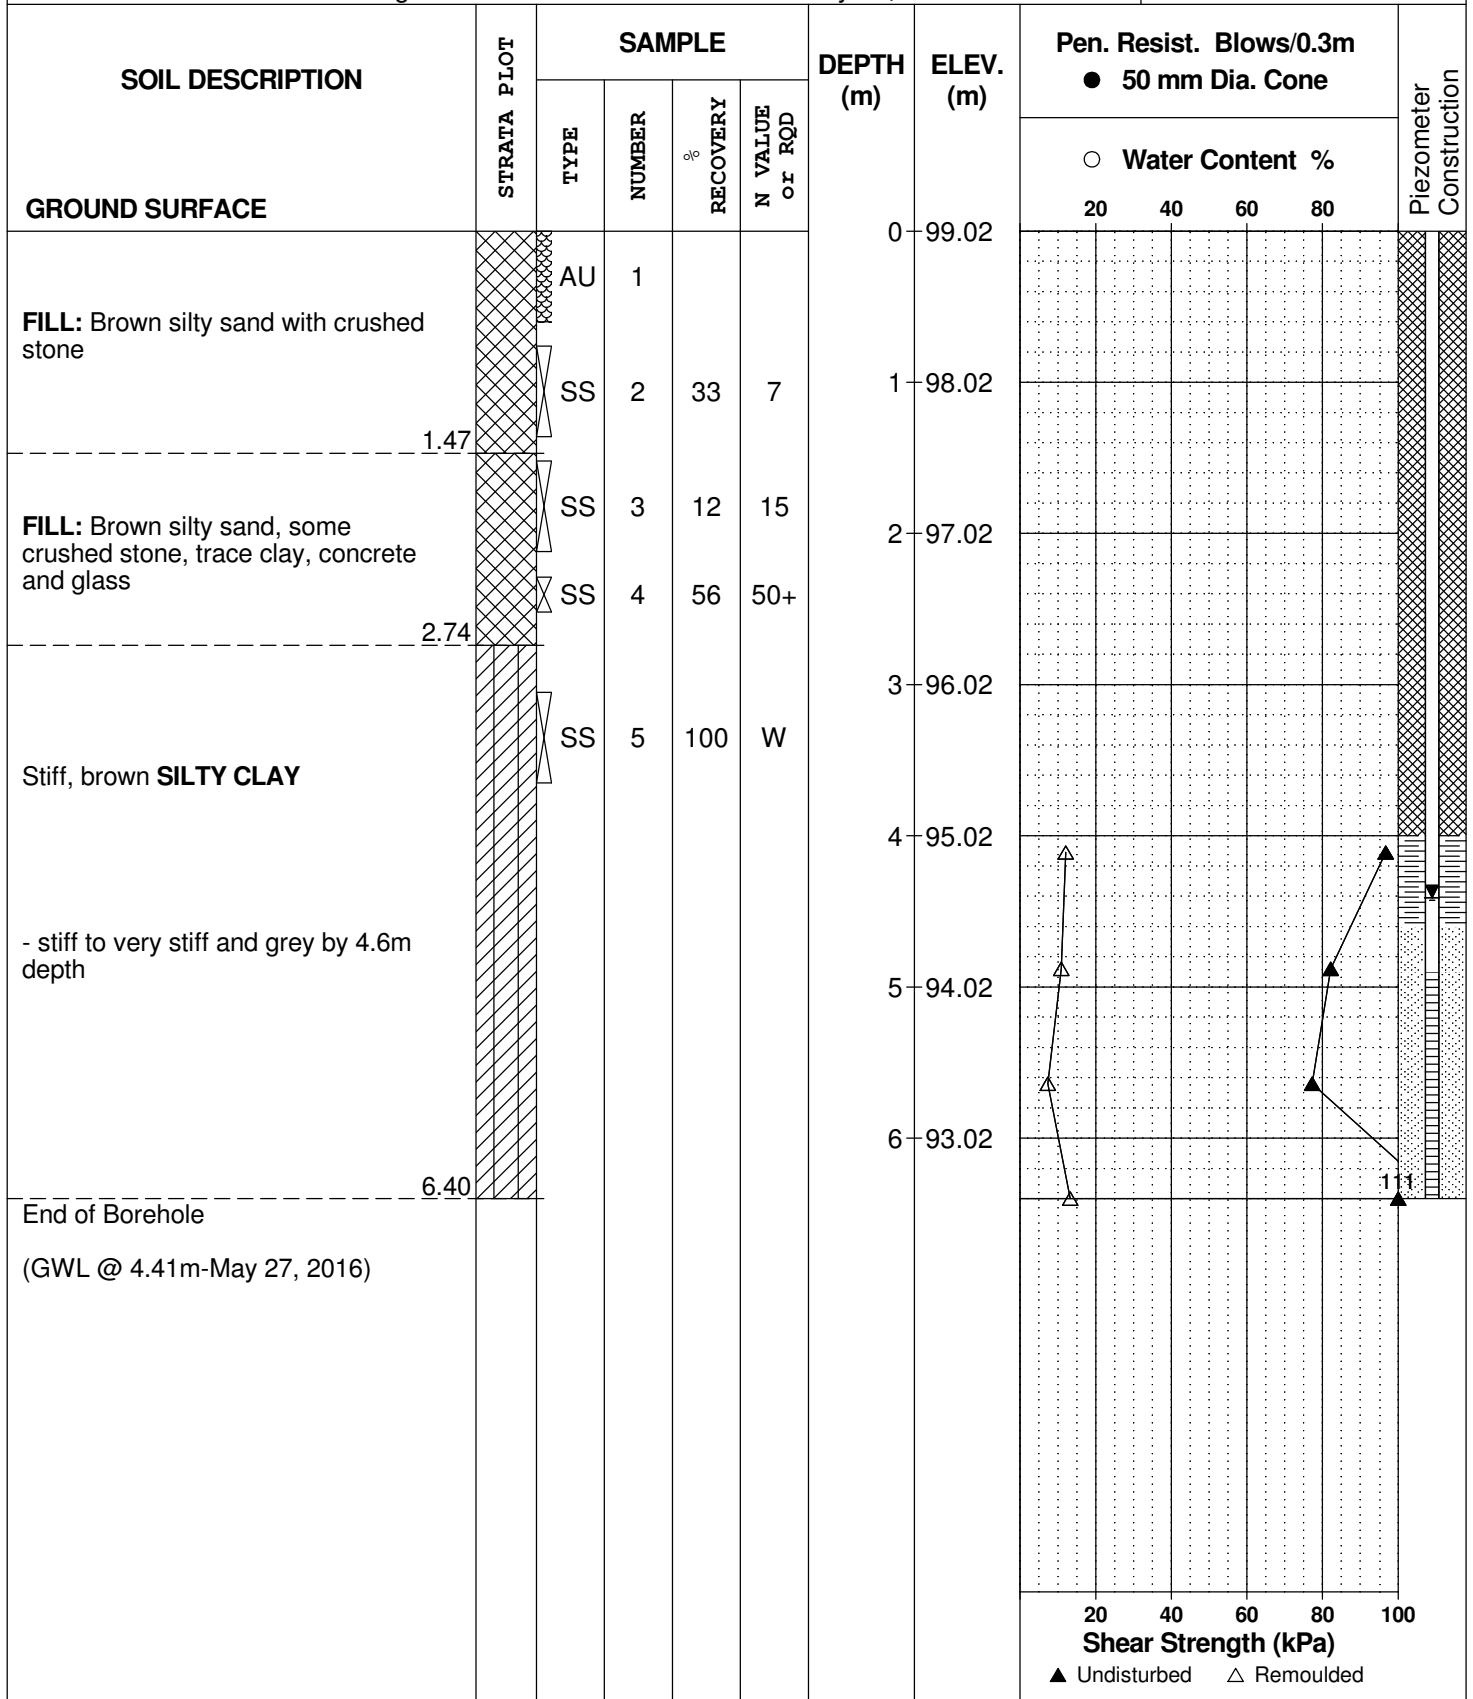 SOIL DESCRIPTION
GROUND SURFACE
STRATA PLOT
SAMPLE
TYPE
NUMBER
% RECOVERY
N VALUE
or RQD
DEPTH
(m)
ELEV.
(m)
Pen. Resist. Blows/0.3m
● 50 mm Dia. Cone
○ Water Content %
20 40 60 80
Piezometer
Construction
0 99.02
AU 1
FILL: Brown silty sand with crushed
stone
SS 2 33 7
1 98.02
1.47
SS 3 12 15
FILL: Brown silty sand, some
crushed stone, trace clay, concrete
and glass
2 97.02
SS 4 56 50+
2.74
3 96.02
SS 5 100 W
Stiff, brown SILTY CLAY
4 95.02
- stiff to very stiff and grey by 4.6m
depth
5 94.02
6 93.02
6.40
111
End of Borehole
(GWL @ 4.41m-May 27, 2016)
20 40 60 80 100
Shear Strength (kPa)
▲ Undisturbed △ Remoulded